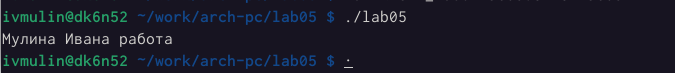 ivmulin@dk6n52 ~/work/arch-pc/lab05 $ ./lab05
Мулина Ивана работа
ivmulin@dk6n52 ~/work/arch-pc/lab05 $